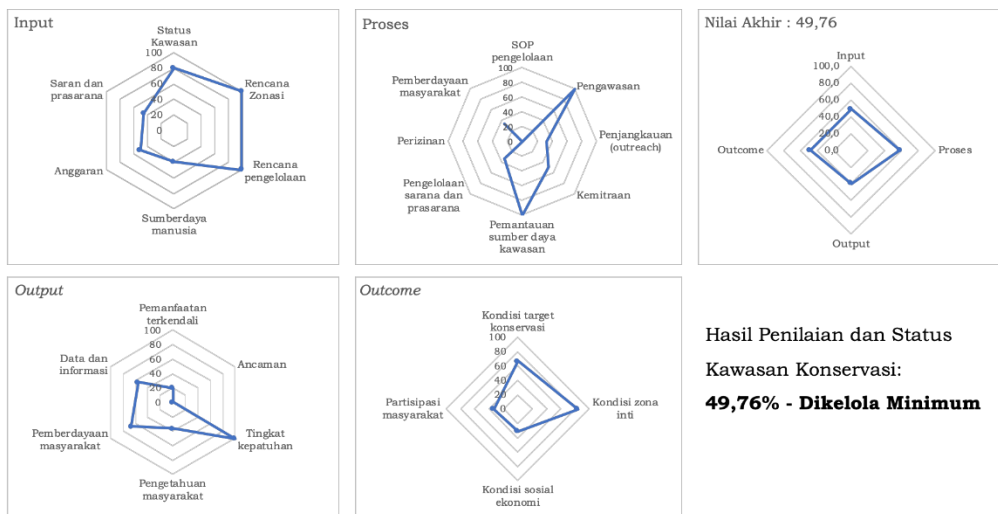 Input
Status
Kawasan
100
80
60
40
20
0
Rencana
Zonasi
Rencana
pengelolaan
Sumberdaya
manusia
Anggaran
Saran dan
prasarana
Proses
SOP
pengelolaan
100
80
60
40
20
0
Pengawasan
Penjangkauan
(outreach)
Kemitraan
Pemantauan
sumber daya
kawasan
Pengelolaan
sarana dan
prasarana
Perizinan
Pemberdayaan
masyarakat
Nilai Akhir : 49,76
Input
100,0
80,0
60,0
40,0
20,0
0,0
Proses
Output
Outcome
Output
Pemanfaatan
terkendali
100
80
60
40
20
0
Ancaman
Tingkat
kepatuhan
Pengetahuan
masyarakat
Pemberdayaan
masyarakat
Data dan
informasi
Outcome
Kondisi target
konservasi
100
80
60
40
20
0
Kondisi zona
inti
Kondisi sosial
ekonomi
Partisipasi
masyarakat
Hasil Penilaian dan Status
Kawasan Konservasi:
49,76% - Dikelola Minimum